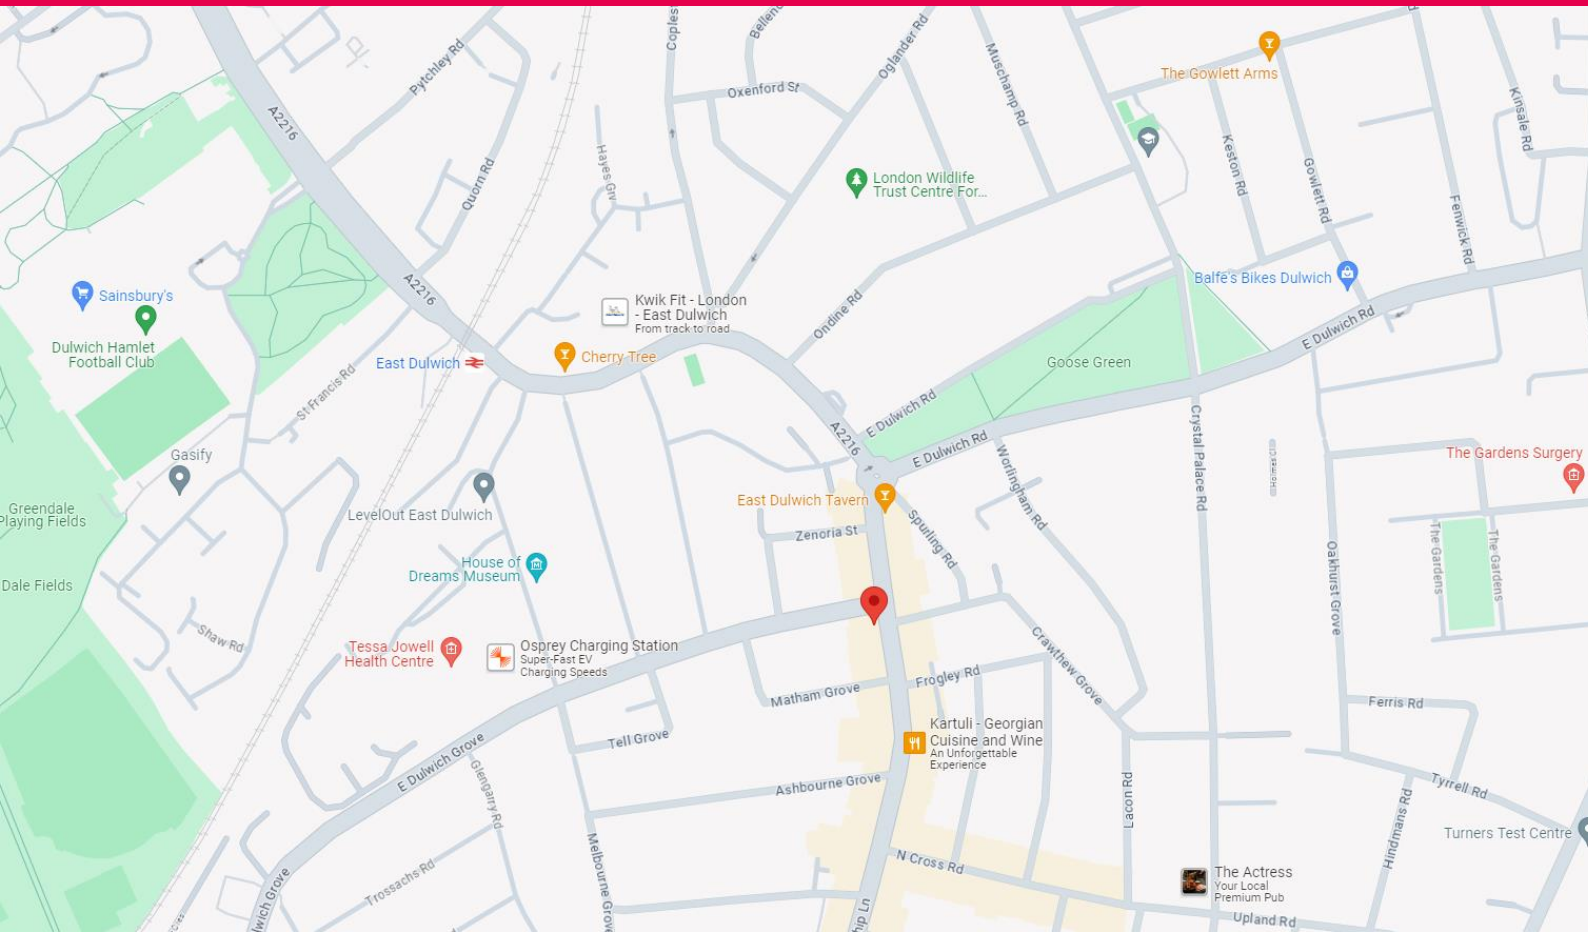 Pytchley Rd
Coples
Bellend
Oglander Rd
Muschamp Rd
The Gowlett Arms
Oxenford St
A2216
Kinsale Rd
Keston Rd
Hayes Grv
Quorn Rd
London Wildlife
Trust Centre For...
Gowlett Rd
Fenwick Rd
A2216
Sainsbury's
Balfe's Bikes Dulwich
Kwik Fit - London
- East Dulwich
From track to road
Ondine Rd
E Dulwich Rd
Dulwich Hamlet
Football Club
East Dulwich
Cherry Tree
Goose Green
St Francis Rd
E Dulwich Rd
A2216
E Dulwich Rd
Crystal Palace Rd
Gasify
The Gardens Surgery
Worlingham Rd
Greendale
Playing Fields
LevelOut East Dulwich
East Dulwich Tavern
Zenoria St
Spurling Rd
The Gardens
The Gardens
House of
Dreams Museum
Dale Fields
Oakhurst Grove
Shaw Rd
Tessa Jowell
Health Centre
Osprey Charging Station
Super-Fast EV
Charging Speeds
Crawthew Grove
Frogley Rd
Matham Grove
Ferris Rd
Kartuli - Georgian
Cuisine and Wine
An Unforgettable
Experience
Tell Grove
E Dulwich Grove
Glengarry Rd
Ashbourne Grove
Lacon Rd
Tyrrell Rd
Hindmans Rd
Turners Test Centre
Melbourne Grove
N Cross Rd
Trossachs Rd
The Actress
Your Local
Premium Pub
lwich Grove
hip Ln
Upland Rd